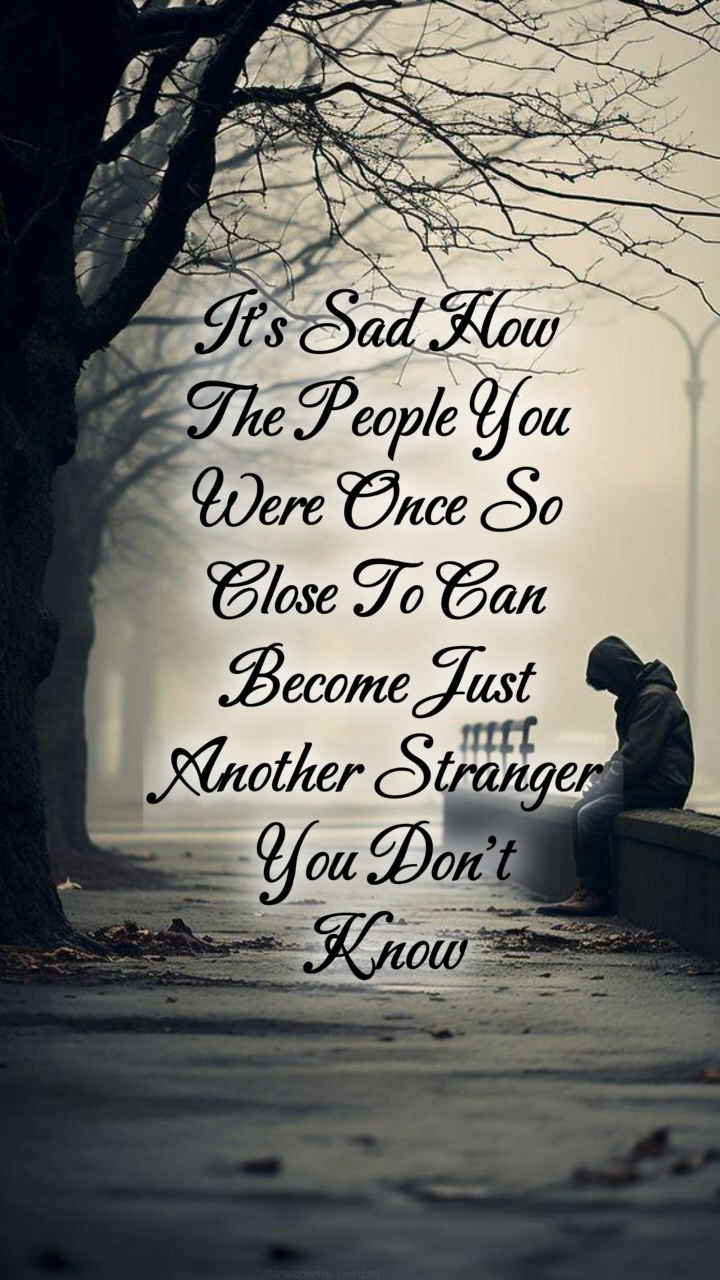 It's Sad How
The People You
Were Once So
Close To Can
Become Just
Another Stranger
You Don't
Know